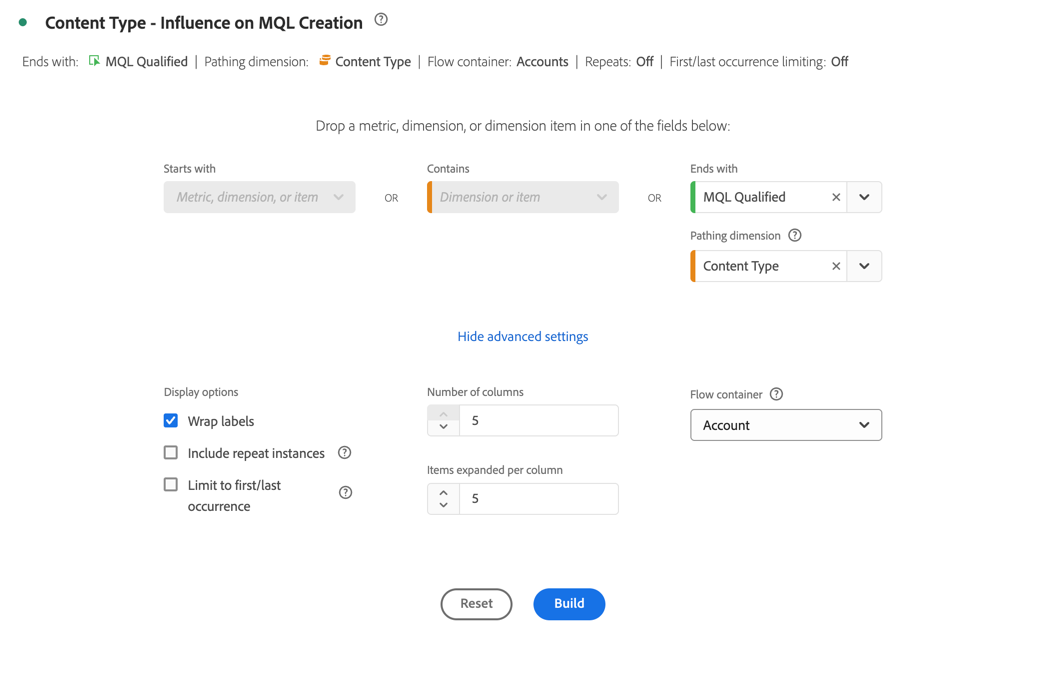 Content Type - Influence on MQL Creation
Ends with: MQL Qualified | Pathing dimension: Content Type | Flow container: Accounts | Repeats: Off | First/last occurrence limiting: Off
Drop a metric, dimension, or dimension item in one of the fields below:
Starts with
Metric, dimension, or item
OR
Contains
Dimension or item
OR
Ends with
MQL Qualified
Pathing dimension
Content Type
Hide advanced settings
Display options
Wrap labels
Include repeat instances
Limit to first/last
occurrence
Number of columns
5
Items expanded per column
5
Flow container
Account
Reset
Build